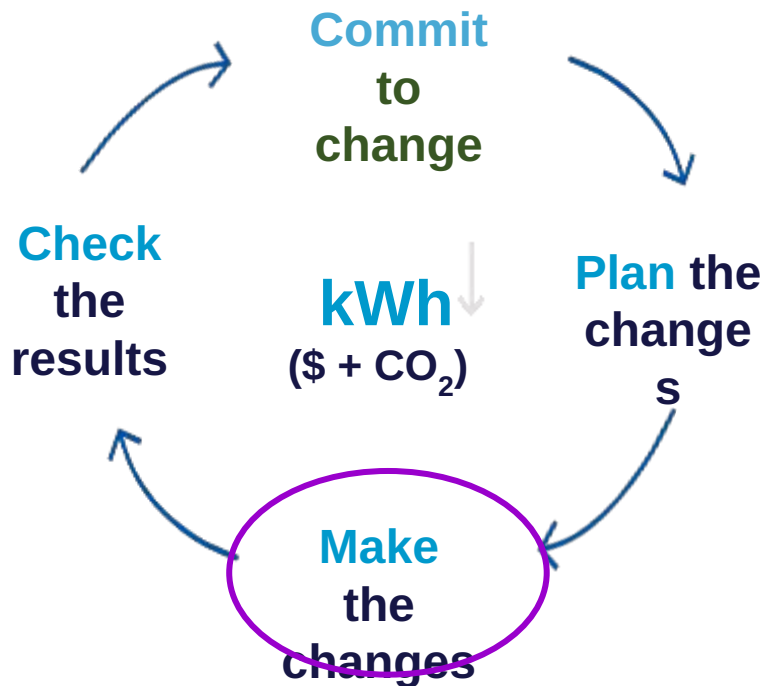 Commit
to
change
Check
the
results
kWh
($ + CO₂)
Plan the
change
s
Make
the
changes